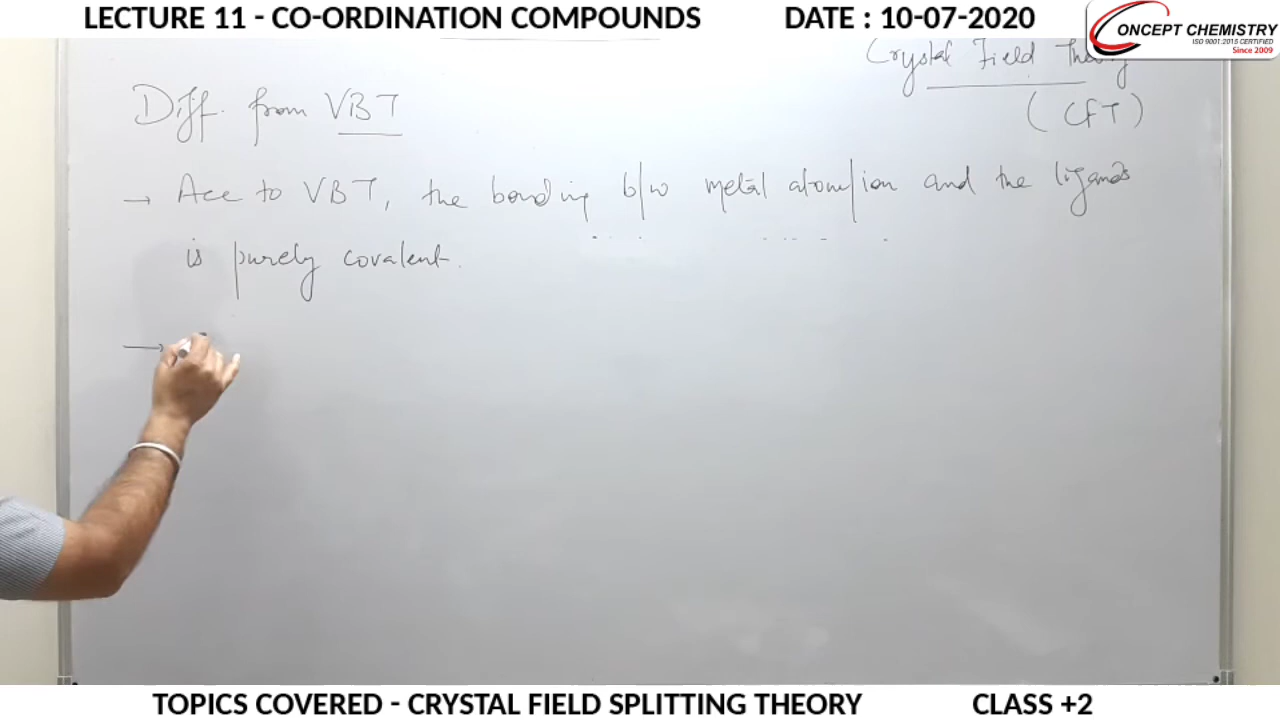 LECTURE 11 - CO-ORDINATION COMPOUNDS DATE : 10-07-2020
CONCEPT CHEMISTRY
ISO 9001:2015 CERTIFIED
Since 2009
Crystal Field Theory
(CFT)
Diff. from VBT
→ Acc to VBT, the bonding b/w metal atom/ion and the ligands
is purely covalent.
→
TOPICS COVERED - CRYSTAL FIELD SPLITTING THEORY CLASS +2